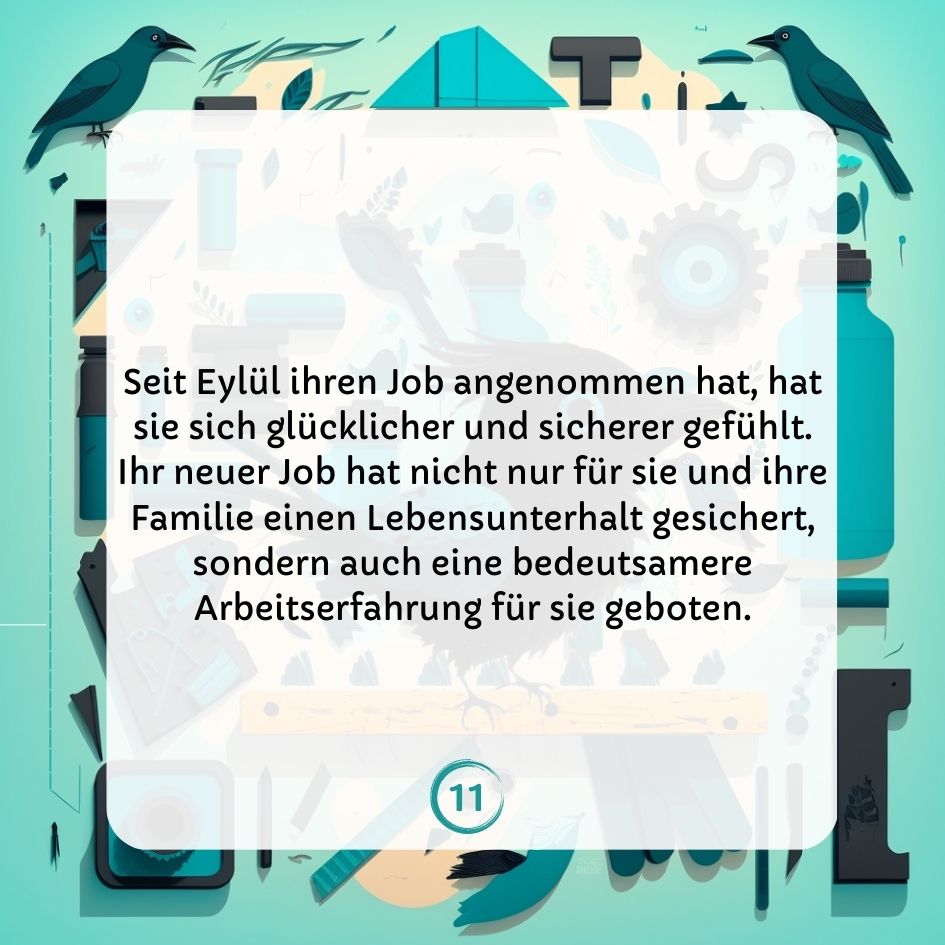 Seit Eylül ihren Job angenommen hat, hat
sie sich glücklicher und sicherer gefühlt.
Ihr neuer Job hat nicht nur für sie und ihre
Familie einen Lebensunterhalt gesichert,
sondern auch eine bedeutsamere
Arbeitserfahrung für sie geboten.
11